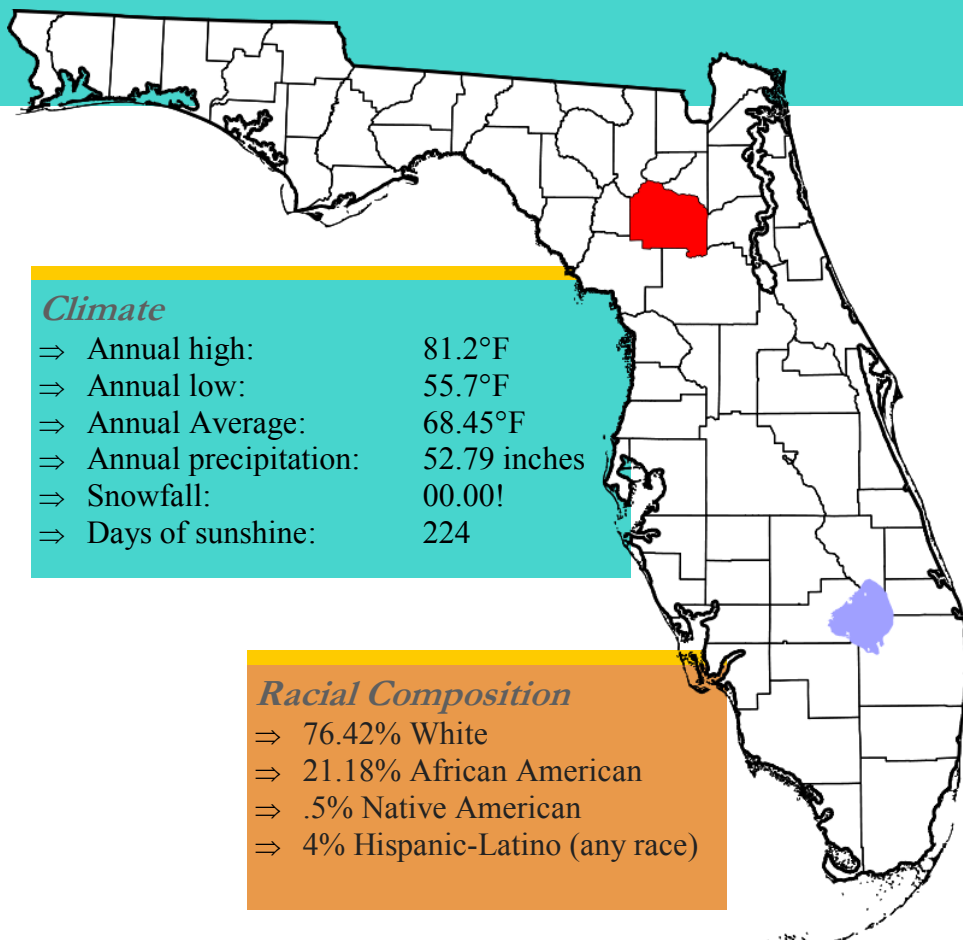 Climate
⇒ Annual high: 81.2°F
⇒ Annual low: 55.7°F
⇒ Annual Average: 68.45°F
⇒ Annual precipitation: 52.79 inches
⇒ Snowfall: 00.00!
⇒ Days of sunshine: 224
Racial Composition
⇒ 76.42% White
⇒ 21.18% African American
⇒ .5% Native American
⇒ 4% Hispanic-Latino (any race)